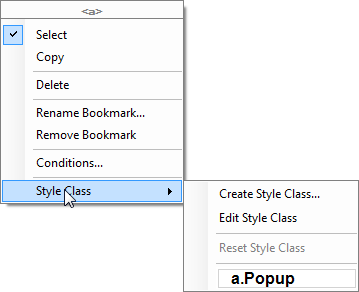 <a>
Select
Copy
Delete
Rename Bookmark...
Remove Bookmark
Conditions...
Style Class
Create Style Class...
Edit Style Class
Reset Style Class
a.Popup